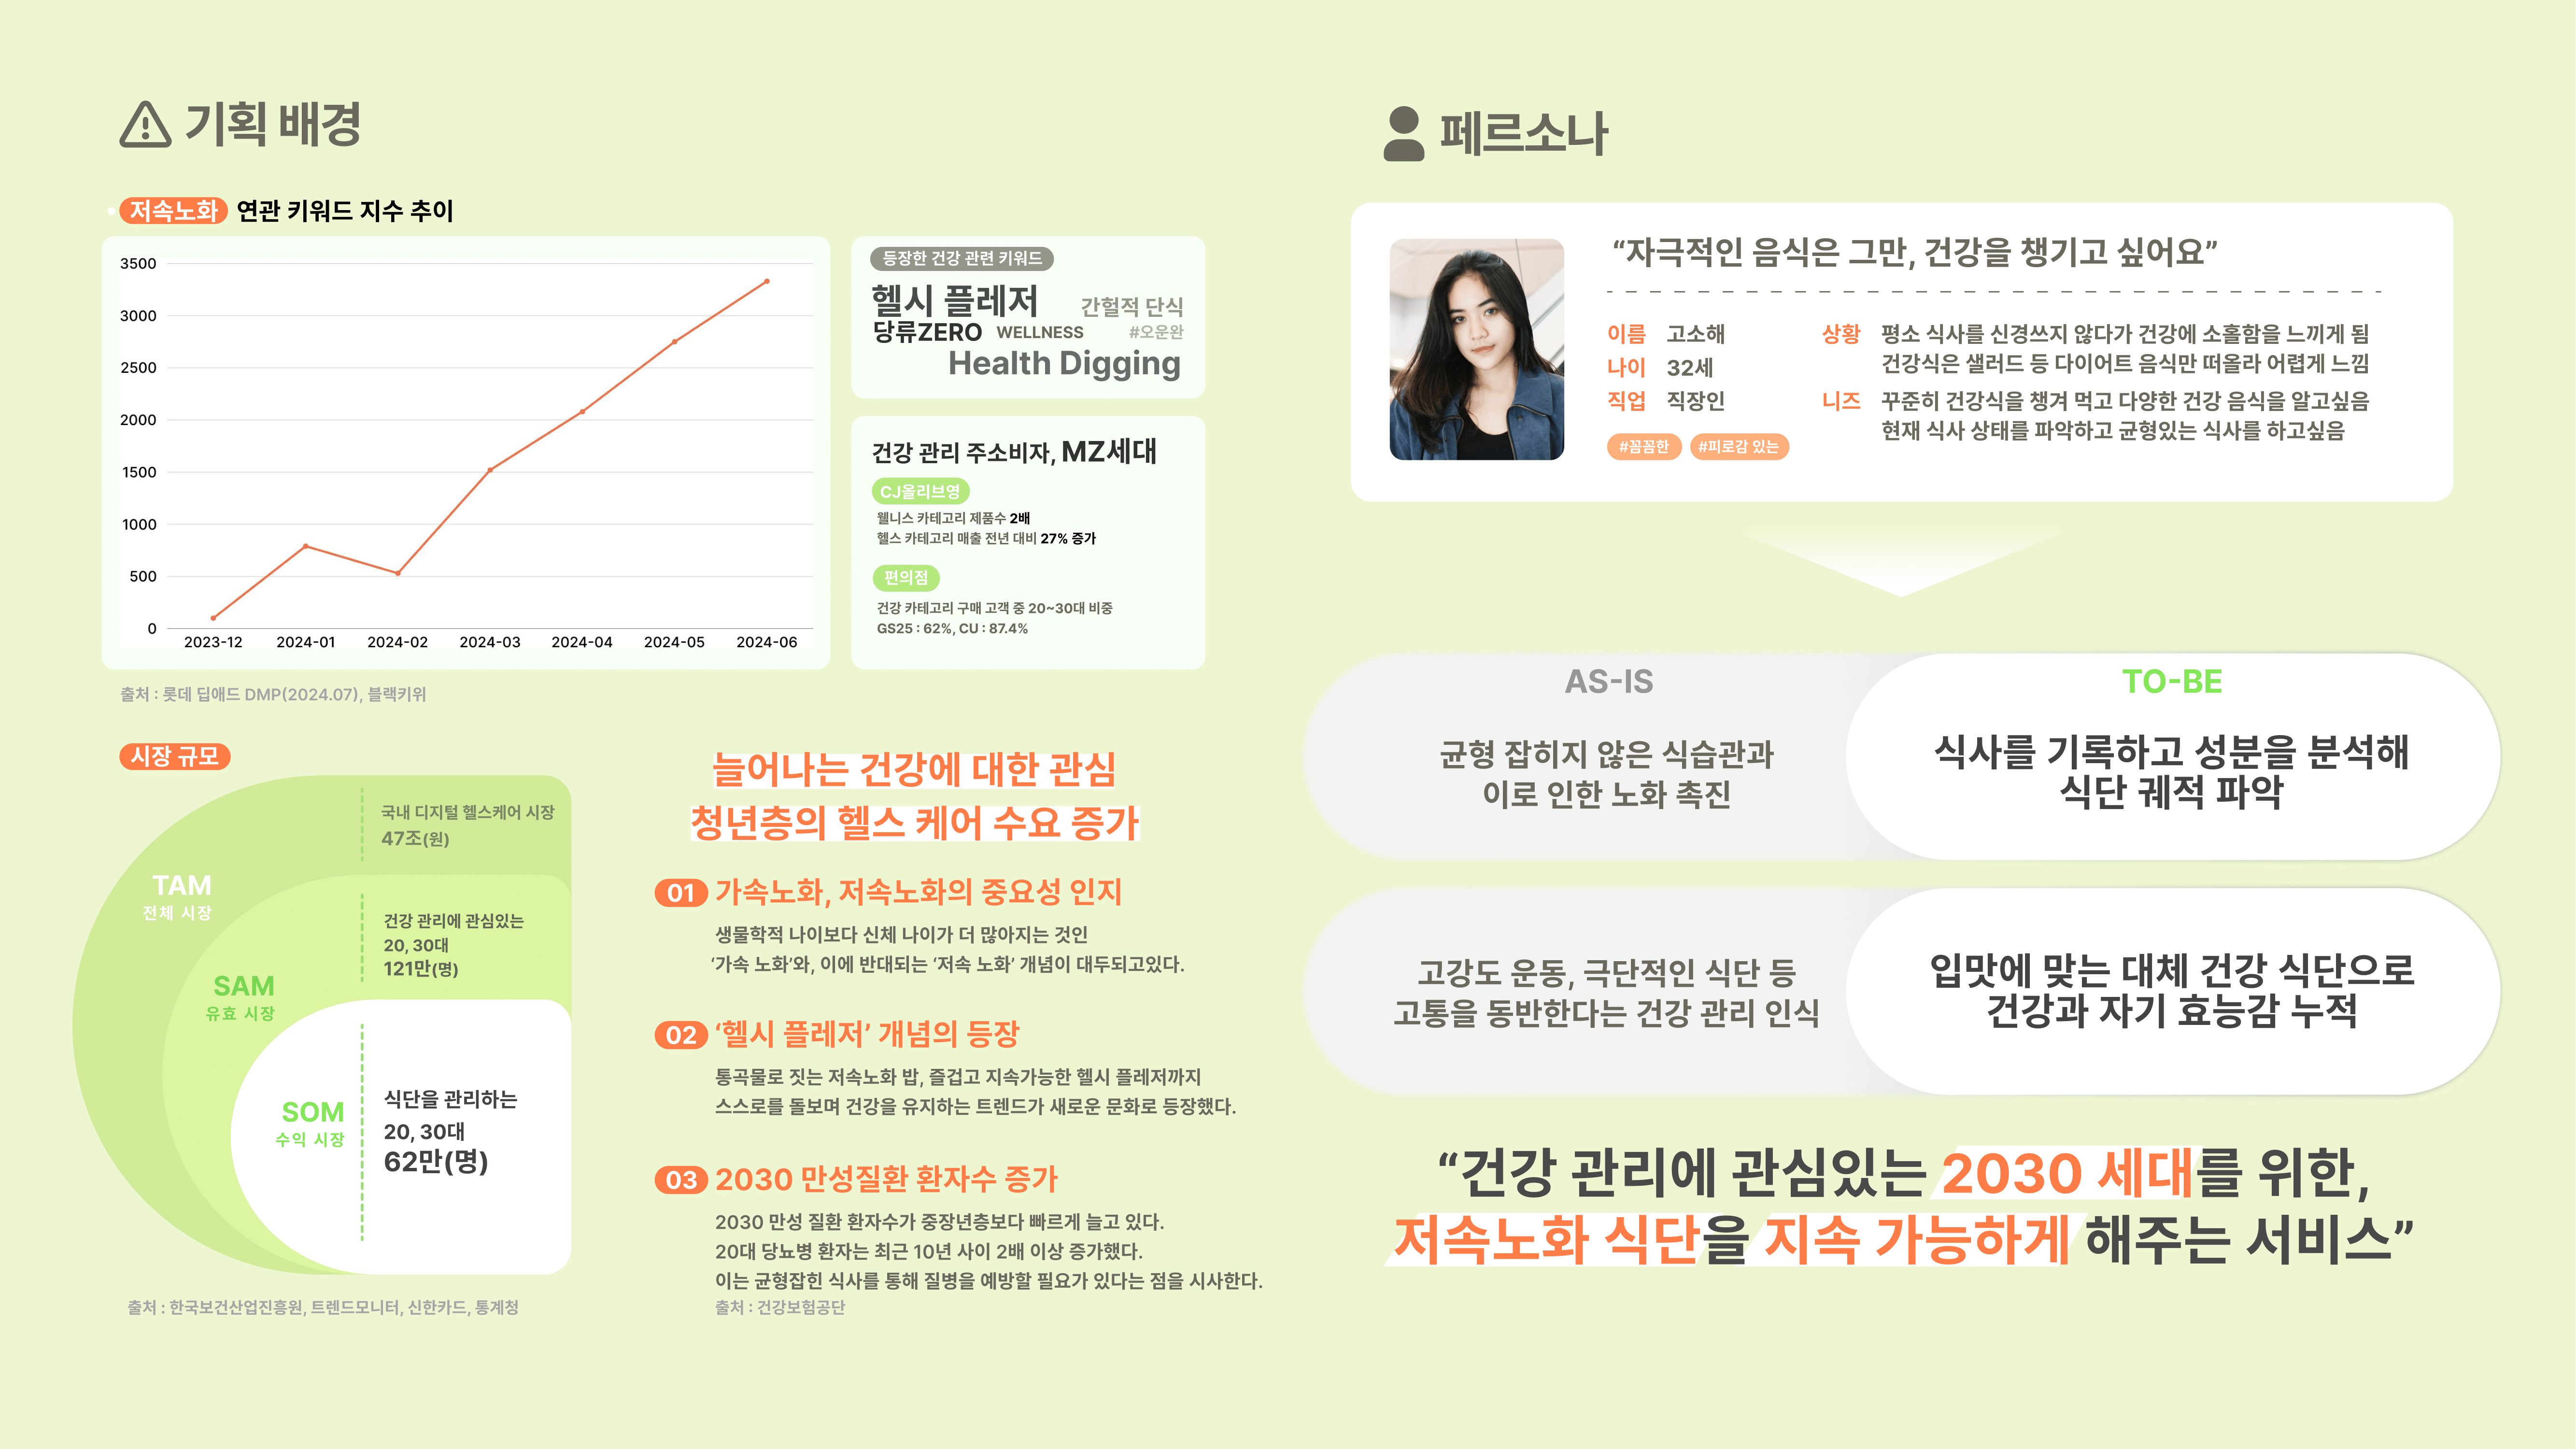 기획 배경
저속노화 연관 키워드 지수 추이
3500
3000
2500
2000
1500
1000
500
0
2023-12 2024-01 2024-02 2024-03 2024-04 2024-05 2024-06
출처 : 롯데 딥애드 DMP(2024.07), 블랙키위
등장한 건강 관련 키워드
헬시 플레저 간헐적 단식
당류ZERO WELLNESS #오운완
Health Digging
건강 관리 주소비자, MZ세대
CJ올리브영
웰니스 카테고리 제품수 2배
헬스 카테고리 매출 전년 대비 27% 증가
편의점
건강 카테고리 구매 고객 중 20~30대 비중
GS25 : 62%, CU : 87.4%
시장 규모
국내 디지털 헬스케어 시장
47조(원)
TAM
전체 시장
건강 관리에 관심있는
20, 30대
121만(명)
SAM
유효 시장
식단을 관리하는
20, 30대
62만(명)
SOM
수익 시장
출처 : 한국보건산업진흥원, 트렌드모니터, 신한카드, 통계청
늘어나는 건강에 대한 관심
청년층의 헬스 케어 수요 증가
01 가속노화, 저속노화의 중요성 인지
생물학적 나이보다 신체 나이가 더 많아지는 것인
‘가속 노화’와, 이에 반대되는 ‘저속 노화’ 개념이 대두되고있다.
02 ‘헬시 플레저’ 개념의 등장
통곡물로 짓는 저속노화 밥, 즐겁고 지속가능한 헬시 플레저까지
스스로를 돌보며 건강을 유지하는 트렌드가 새로운 문화로 등장했다.
03 2030 만성질환 환자수 증가
2030 만성 질환 환자수가 중장년층보다 빠르게 늘고 있다.
20대 당뇨병 환자는 최근 10년 사이 2배 이상 증가했다.
이는 균형잡힌 식사를 통해 질병을 예방할 필요가 있다는 점을 시사한다.
출처 : 건강보험공단
페르소나
“자극적인 음식은 그만, 건강을 챙기고 싶어요”
이름 고소해
나이 32세
직업 직장인
#꼼꼼한 #피로감 있는
상황 평소 식사를 신경쓰지 않다가 건강에 소홀함을 느끼게 됨
건강식은 샐러드 등 다이어트 음식만 떠올라 어렵게 느낌
니즈 꾸준히 건강식을 챙겨 먹고 다양한 건강 음식을 알고싶음
현재 식사 상태를 파악하고 균형있는 식사를 하고싶음
AS-IS
균형 잡히지 않은 식습관과
이로 인한 노화 촉진
TO-BE
식사를 기록하고 성분을 분석해
식단 궤적 파악
고강도 운동, 극단적인 식단 등
고통을 동반한다는 건강 관리 인식
입맛에 맞는 대체 건강 식단으로
건강과 자기 효능감 누적
“건강 관리에 관심있는 2030 세대를 위한,
저속노화 식단을 지속 가능하게 해주는 서비스”